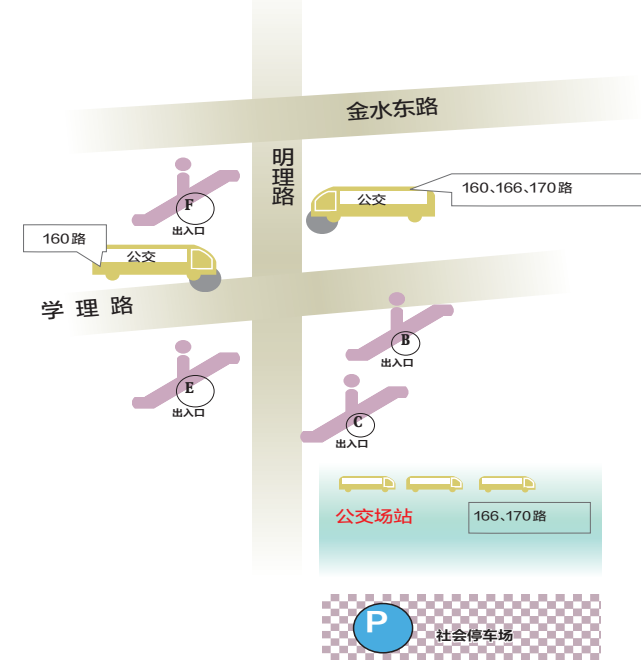 金水东路
明理路
160、166、170路
公交
F
出入口
160路
公交
学理路
B
出入口
E
出入口
C
出入口
公交场站
166、170路
P
社会停车场